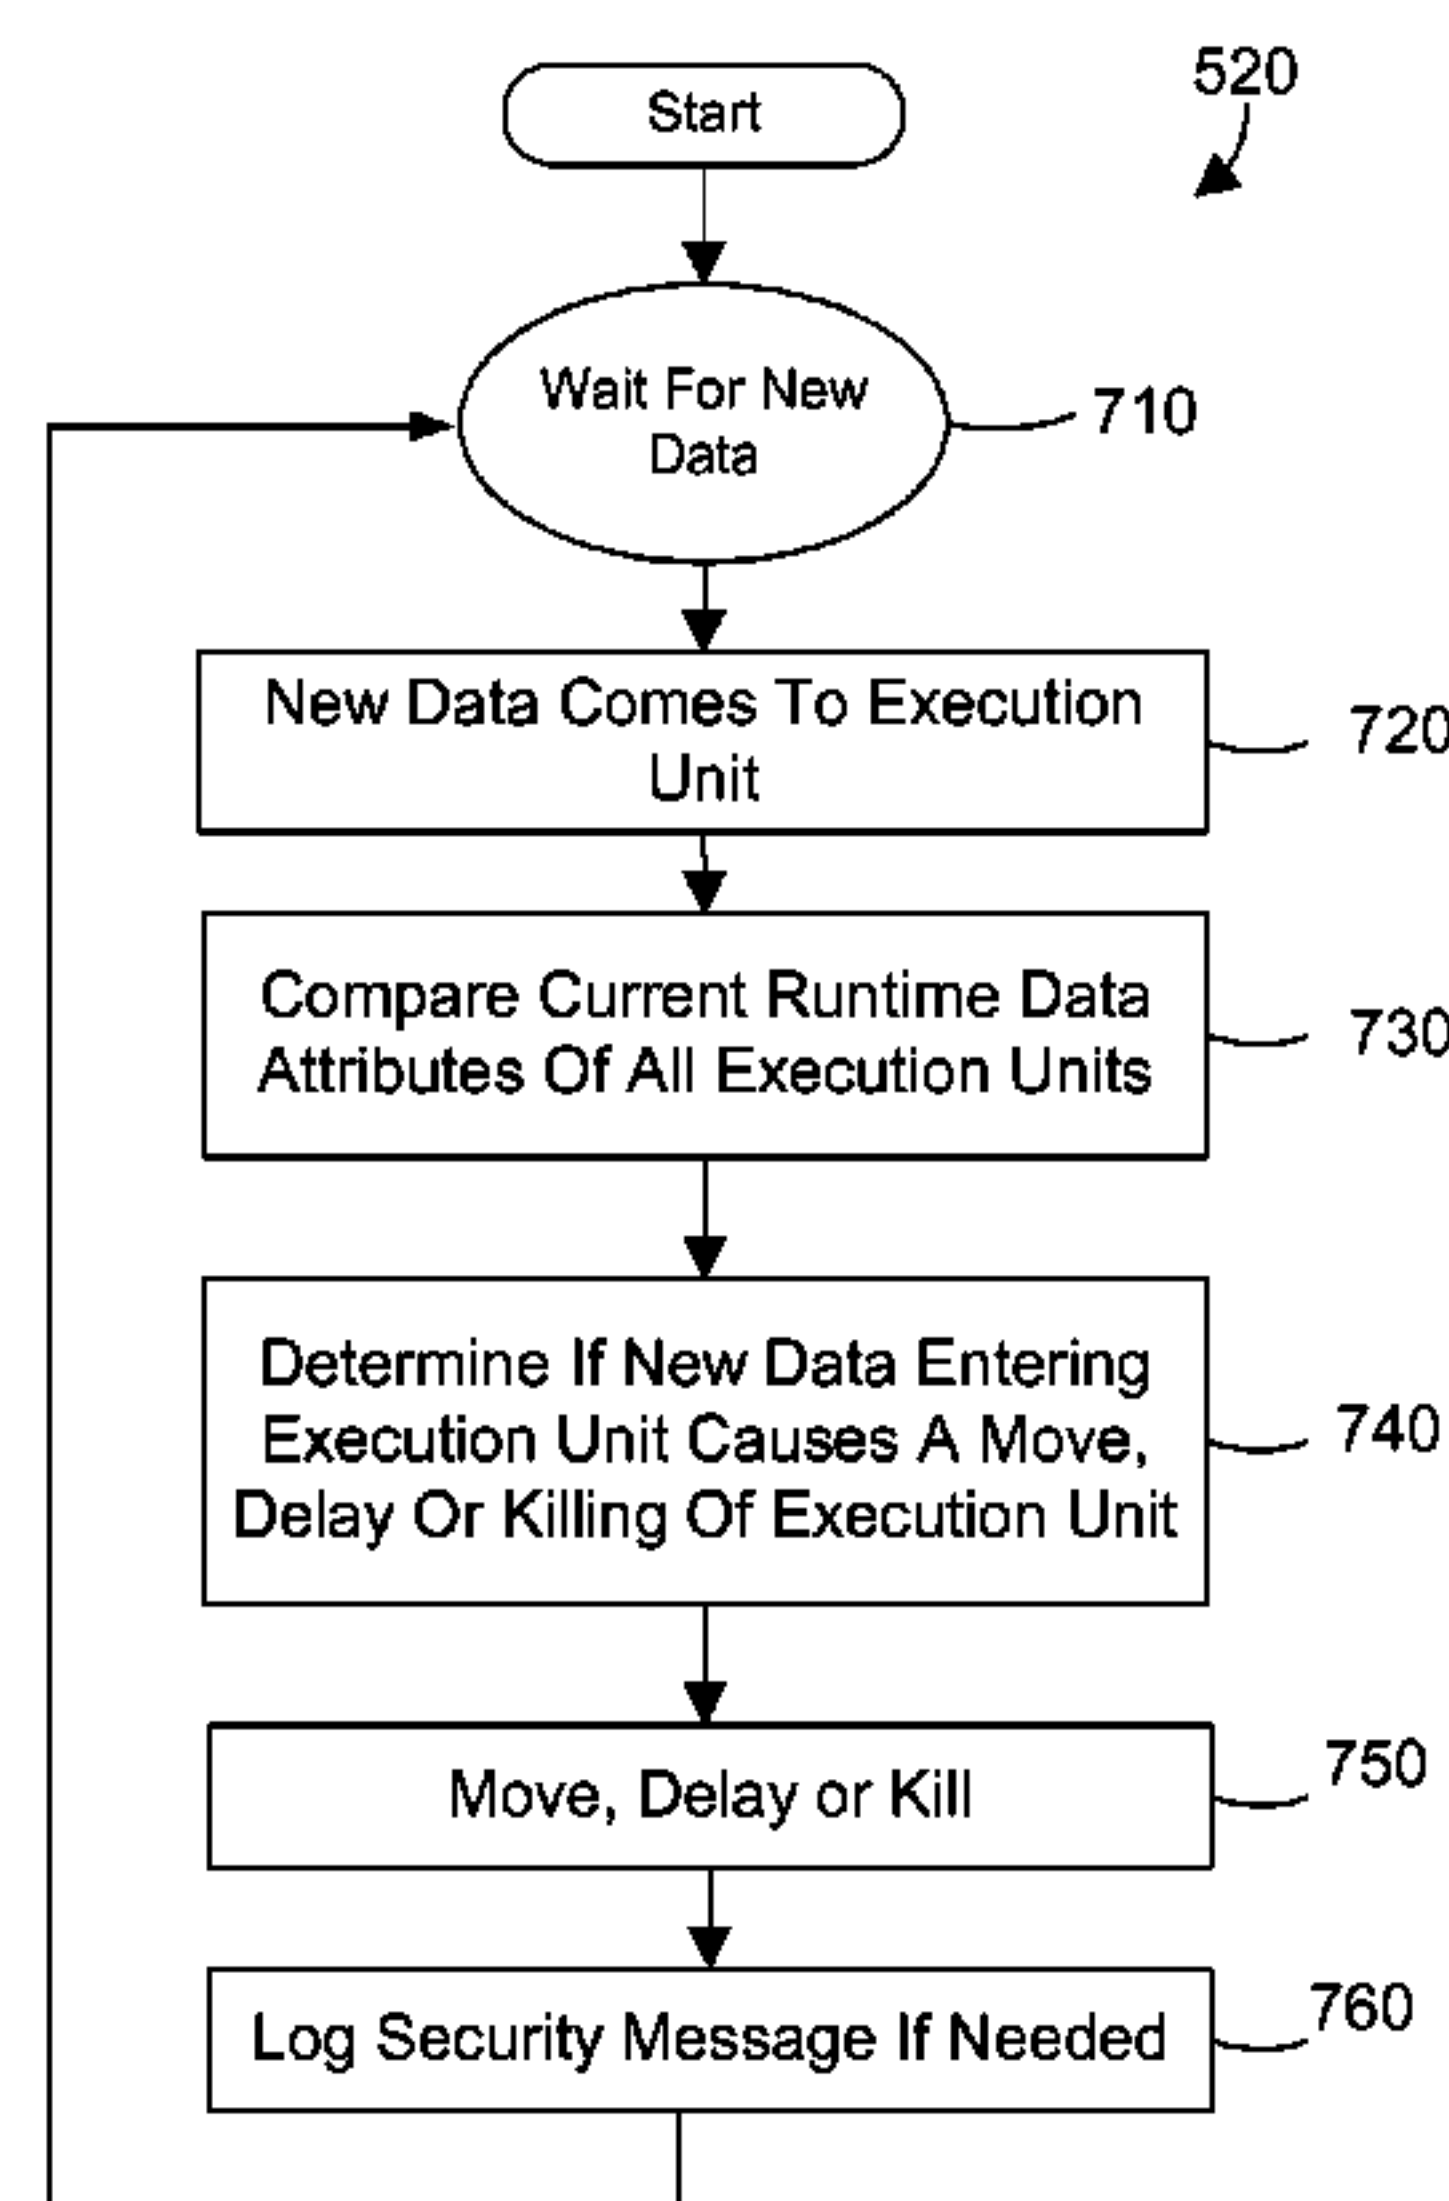 520
Start
Wait For New
Data
710
New Data Comes To Execution
Unit
720
Compare Current Runtime Data
Attributes Of All Execution Units
730
Determine If New Data Entering
Execution Unit Causes A Move,
Delay Or Killing Of Execution Unit
740
Move, Delay or Kill
750
Log Security Message If Needed
760